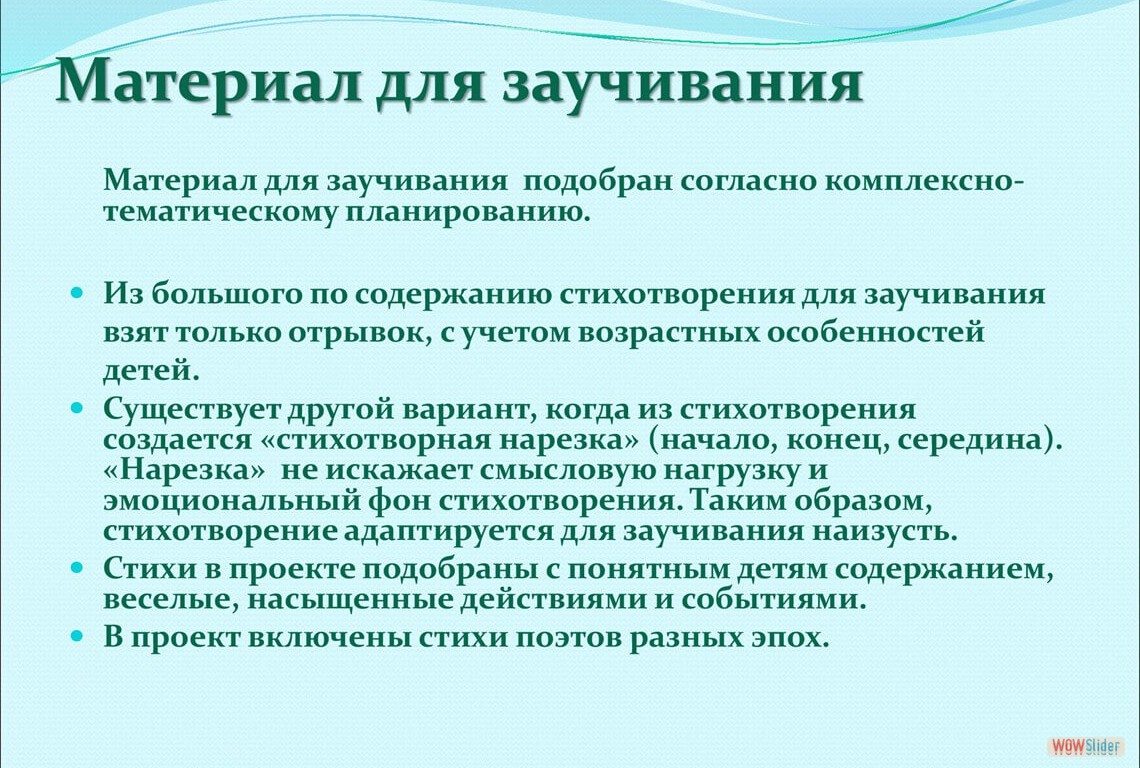 Материал для заучивания
Материал для заучивания  подобран согласно комплексно-
тематическому планированию.
Из большого по содержанию стихотворения для заучивания
взят только отрывок, с учетом возрастных особенностей
детей.
Существует другой вариант, когда из стихотворения
создается «стихотворная нарезка» (начало, конец, середина).
«Нарезка»  не искажает смысловую нагрузку и
эмоциональный фон стихотворения. Таким образом,
стихотворение адаптируется для заучивания наизусть.
Стихи в проекте подобраны с понятным детям содержанием,
веселые, насыщенные действиями и событиями.
В проект включены стихи поэтов разных эпох.
WOWSlider